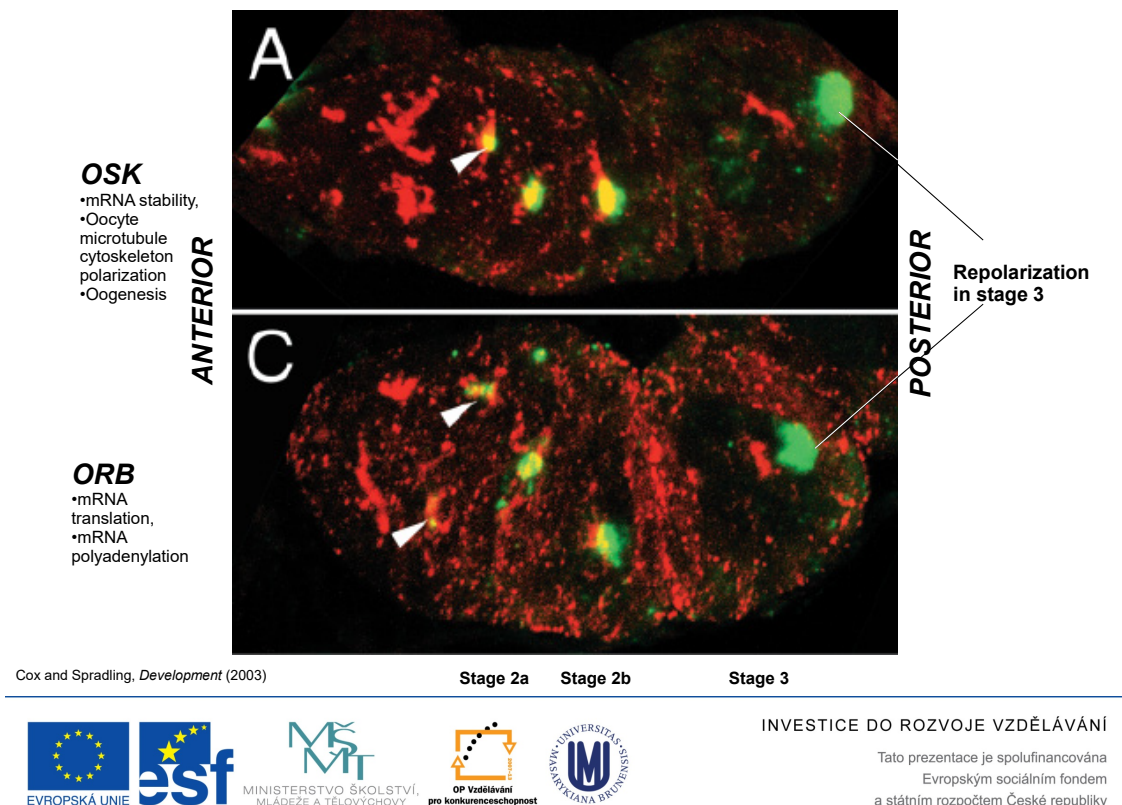 A
OSK
•mRNA stability,
•Oocyte
microtubule
cytoskeleton
polarization
•Oogenesis
ANTERIOR
POSTERIOR
Repolarization
in stage 3
C
ORB
•mRNA
translation,
•mRNA
polyadenylation
Cox and Spradling, Development (2003)
Stage 2a
Stage 2b
Stage 3
EVROPSKÁ UNIE
esf
MINISTERSTVO ŠKOLSTVÍ,
MLÁDEŽE A TĚLOVÝCHOVY
2007-13
OP Vzdělávání
pro konkurenceschopnost
UNIVERSITAS
MASARYKIANA BRUNENSIS
INVESTICE DO ROZVOJE VZDĚLÁVÁNÍ
Tato prezentace je spolufinancována
Evropským sociálním fondem
a státním rozpočtem České republiky